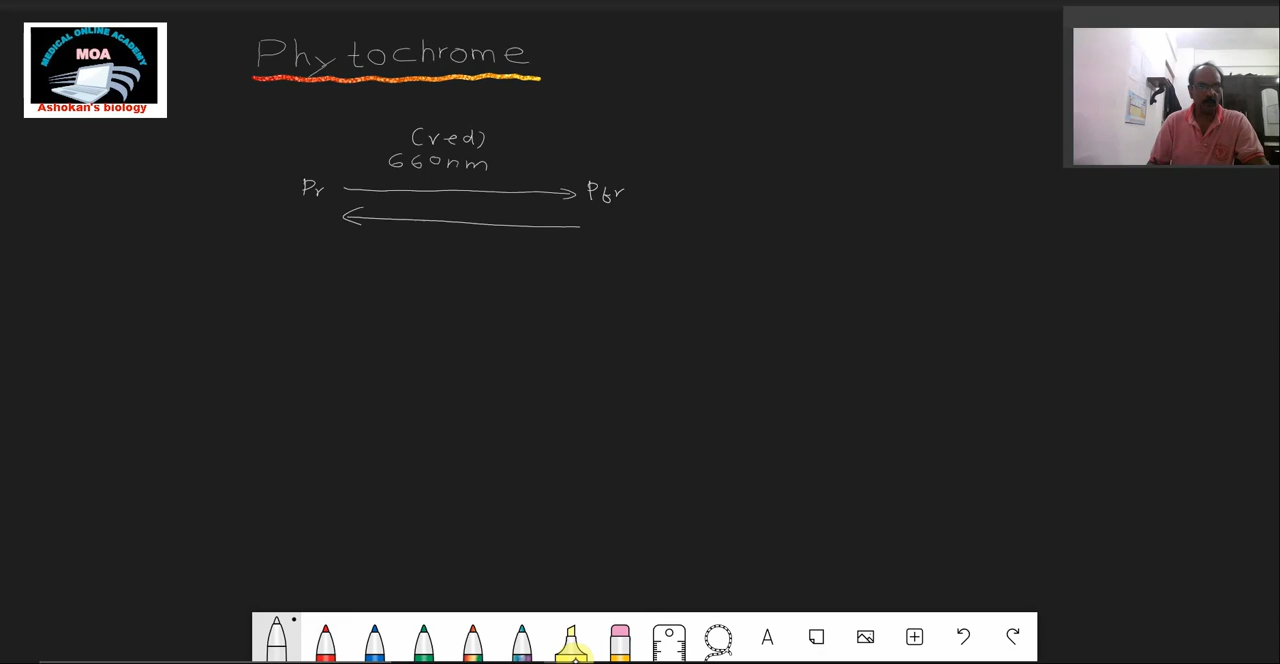 MEDICAL ONLINE ACADEMY
MOA
Ashokan's biology
Phytochrome
(red)
660nm
Pr
Pfr
A